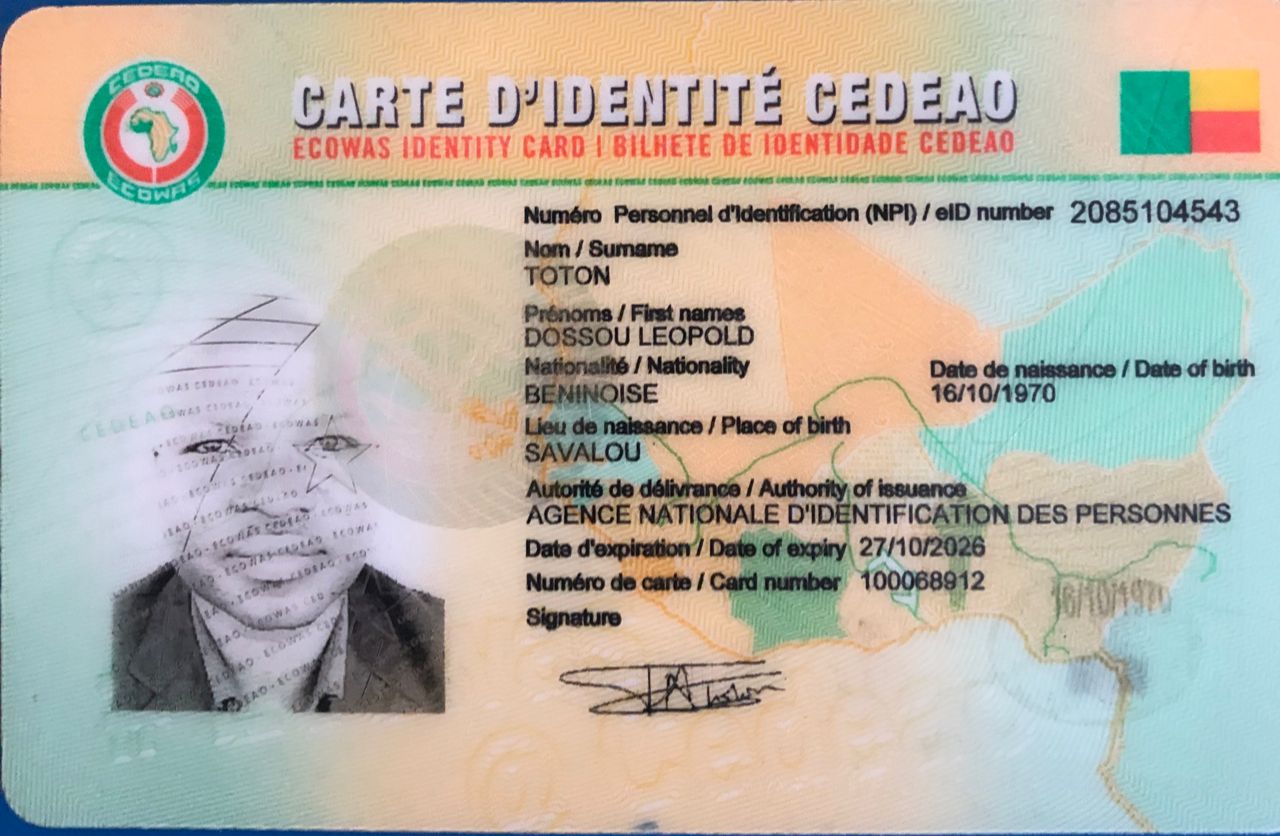 CEDEAO
ECOWAS
CARTE D'IDENTITÉ CEDEAO
ECOWAS IDENTITY CARD | BILHETE DE IDENTIDADE CEDEAO
Numéro Personnel d'Identification (NPI) / eID number 2085104543
Nom / Surname
TOTON
Prénoms / First names
DOSSOU LEOPOLD
Nationalité / Nationality
BENINOISE
Date de naissance / Date of birth
16/10/1970
Lieu de naissance / Place of birth
SAVALOU
Autorité de délivrance / Authority of issuance
AGENCE NATIONALE D'IDENTIFICATION DES PERSONNES
Date d'expiration / Date of expiry 27/10/2026
Numéro de carte / Card number 100068912
Signature
CEDEAO